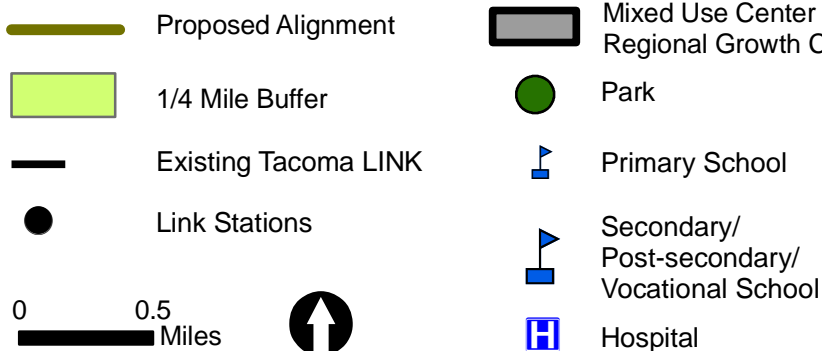 Proposed Alignment
1/4 Mile Buffer
Existing Tacoma LINK
Link Stations
0 0.5
Miles
Mixed Use Center
Regional Growth
Park
Primary School
Secondary/
Post-secondary/
Vocational School
H Hospital